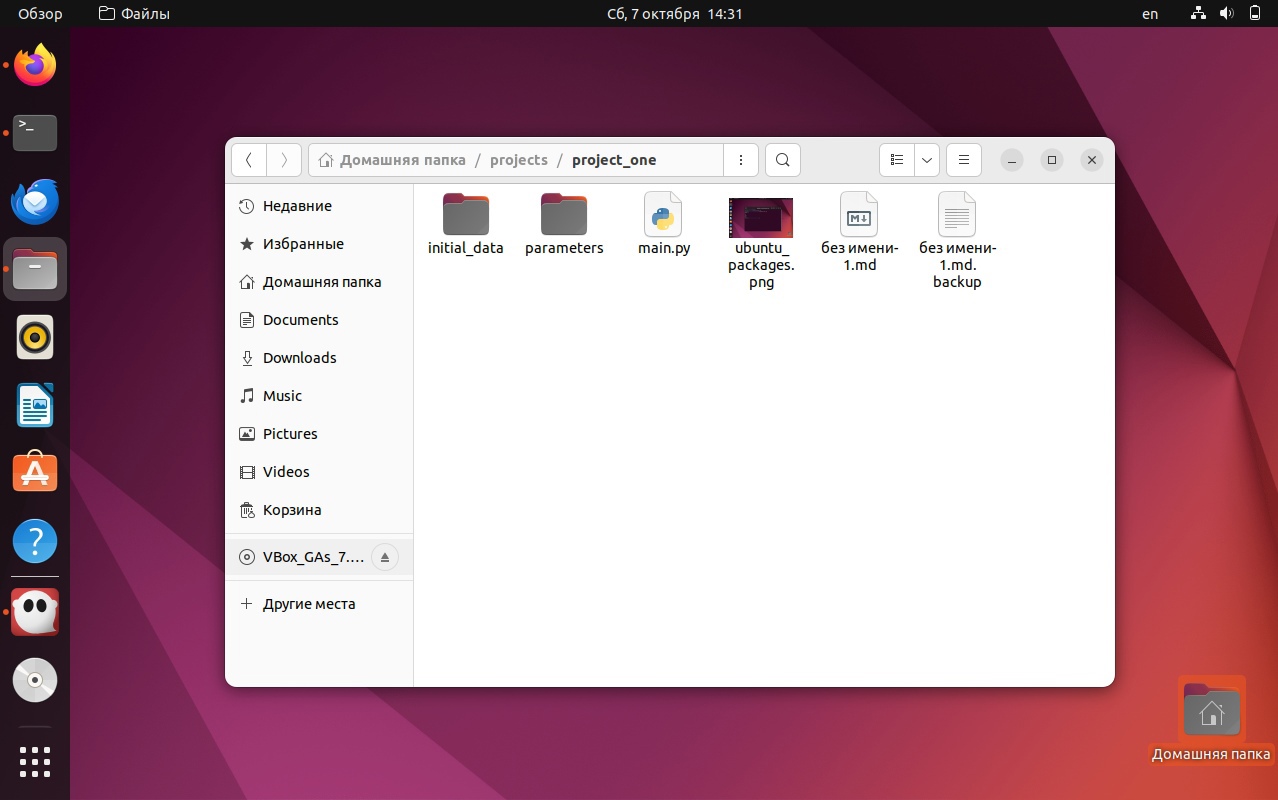 Обзор
Файлы
Сб, 7 октября 14:31
en
Домашняя папка / projects / project_one
Недавние
Избранные
Домашняя папка
Documents
Downloads
Music
Pictures
Videos
Корзина
VBox_GAs_7....
Другие места
initial_data
parameters
main.py
ubuntu_
packages.
png
без имени-
1.md
без имени-
1.md.
backup
Домашняя папка